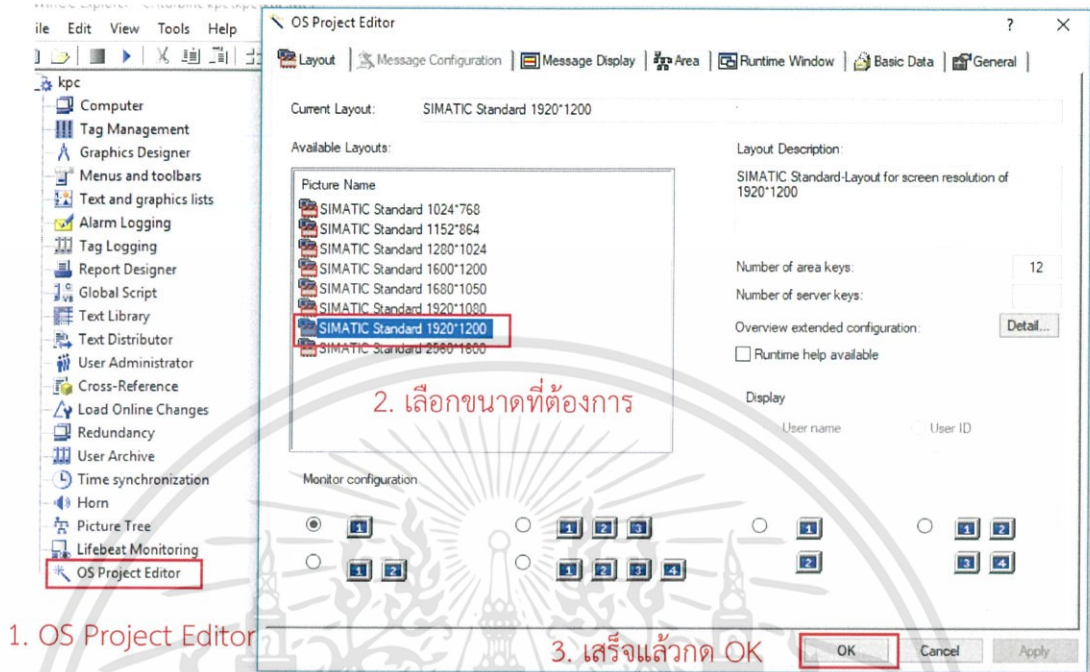 OS Project Editor
?
File Edit View Tools Help
Layout Message Configuration Message Display Area Runtime Window Basic Data General
kpc
Computer
Tag Management
Graphics Designer
Menus and toolbars
Text and graphics lists
Alarm Logging
Tag Logging
Report Designer
Global Script
Text Library
Text Distributor
User Administrator
Cross-Reference
Load Online Changes
Redundancy
User Archive
Time synchronization
Horn
Picture Tree
Lifebeat Monitoring
OS Project Editor
1. OS Project Editor
Current Layout: SIMATIC Standard 1920*1200
Available Layouts:
Picture Name
SIMATIC Standard 1024*768
SIMATIC Standard 1152*864
SIMATIC Standard 1280*1024
SIMATIC Standard 1600*1200
SIMATIC Standard 1680*1050
SIMATIC Standard 1920*1080
SIMATIC Standard 1920*1200
SIMATIC Standard 2560*1600
2. เลือกขนาดที่ต้องการ
Layout Description:
SIMATIC Standard-Layout for screen resolution of
1920*1200
Number of area keys: 12
Number of server keys:
Overview extended configuration: Detail...
Runtime help available
Display
User name User ID
Monitor configuration
1 1 2 3 1 1 2
1 2 1 2 3 4 2 3 4
3. เสร็จแล้วกด OK
OK Cancel Apply